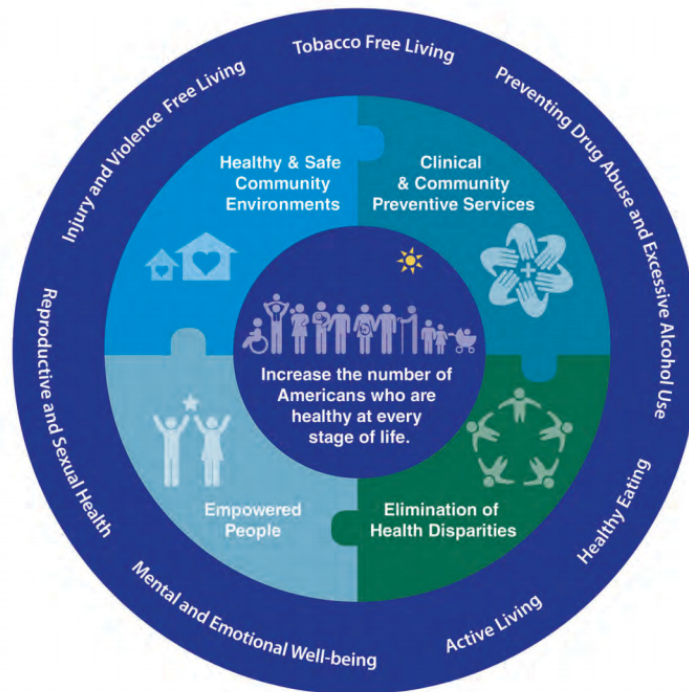 Tobacco Free Living
Preventing Drug Abuse and Excessive Alcohol Use
Healthy Eating
Active Living
Mental and Emotional Well-being
Reproductive and Sexual Health
Injury and Violence Free Living
Healthy & Safe
Community
Environments
Clinical
& Community
Preventive Services
Increase the number of
Americans who are
healthy at every
stage of life.
Empowered
People
Elimination of
Health Disparities